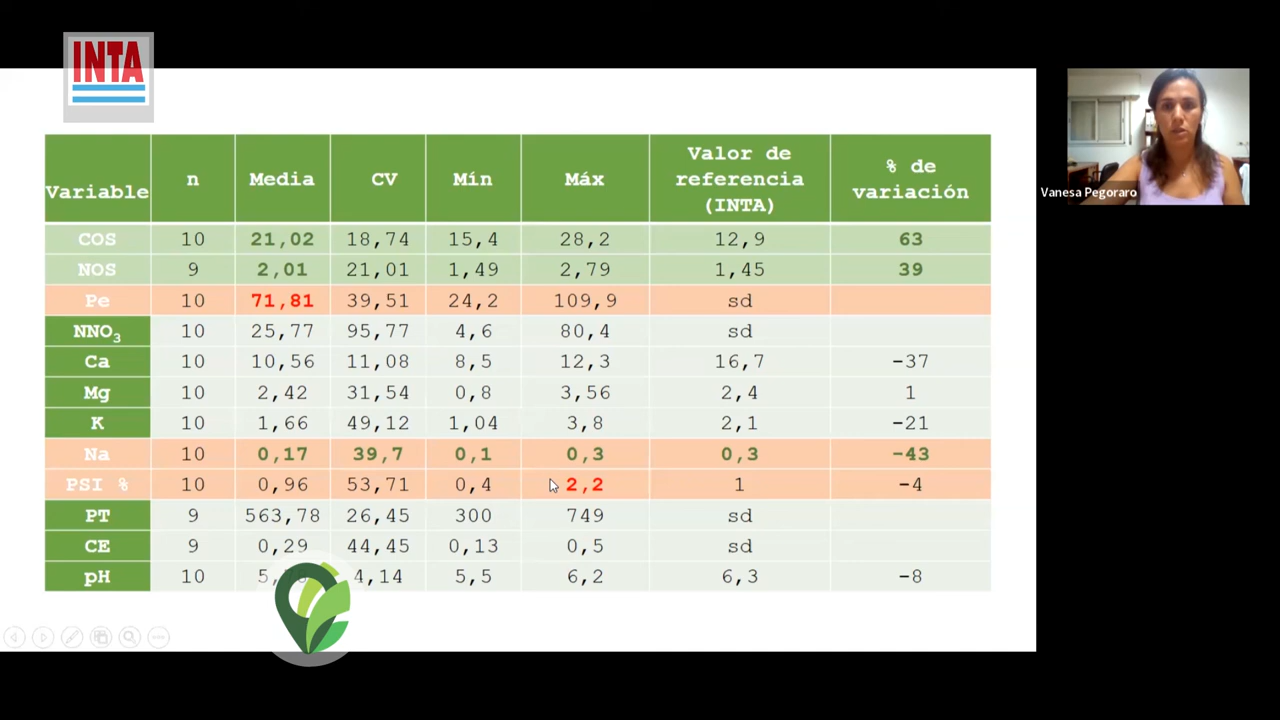 INTA
Variable n Media CV Mín Máx Valor de referencia (INTA) % de variación
COS 10 21,02 18,74 15,4 28,2 12,9 63
NOS 9 2,01 21,01 1,49 2,79 1,45 39
Pe 10 71,81 39,51 24,2 109,9 sd
NNO3 10 25,77 95,77 4,6 80,4 sd
Ca 10 10,56 11,08 8,5 12,3 16,7 -37
Mg 10 2,42 31,54 0,8 3,56 2,4 1
K 10 1,66 49,12 1,04 3,8 2,1 -21
Na 10 0,17 39,7 0,1 0,3 0,3 -43
PSI % 10 0,96 53,71 0,4 2,2 1 -4
PT 9 563,78 26,45 300 749 sd
CE 9 0,29 44,45 0,13 0,5 sd
pH 10 4,14 5,5 6,2 6,3 -8
Vanesa Pegoraro